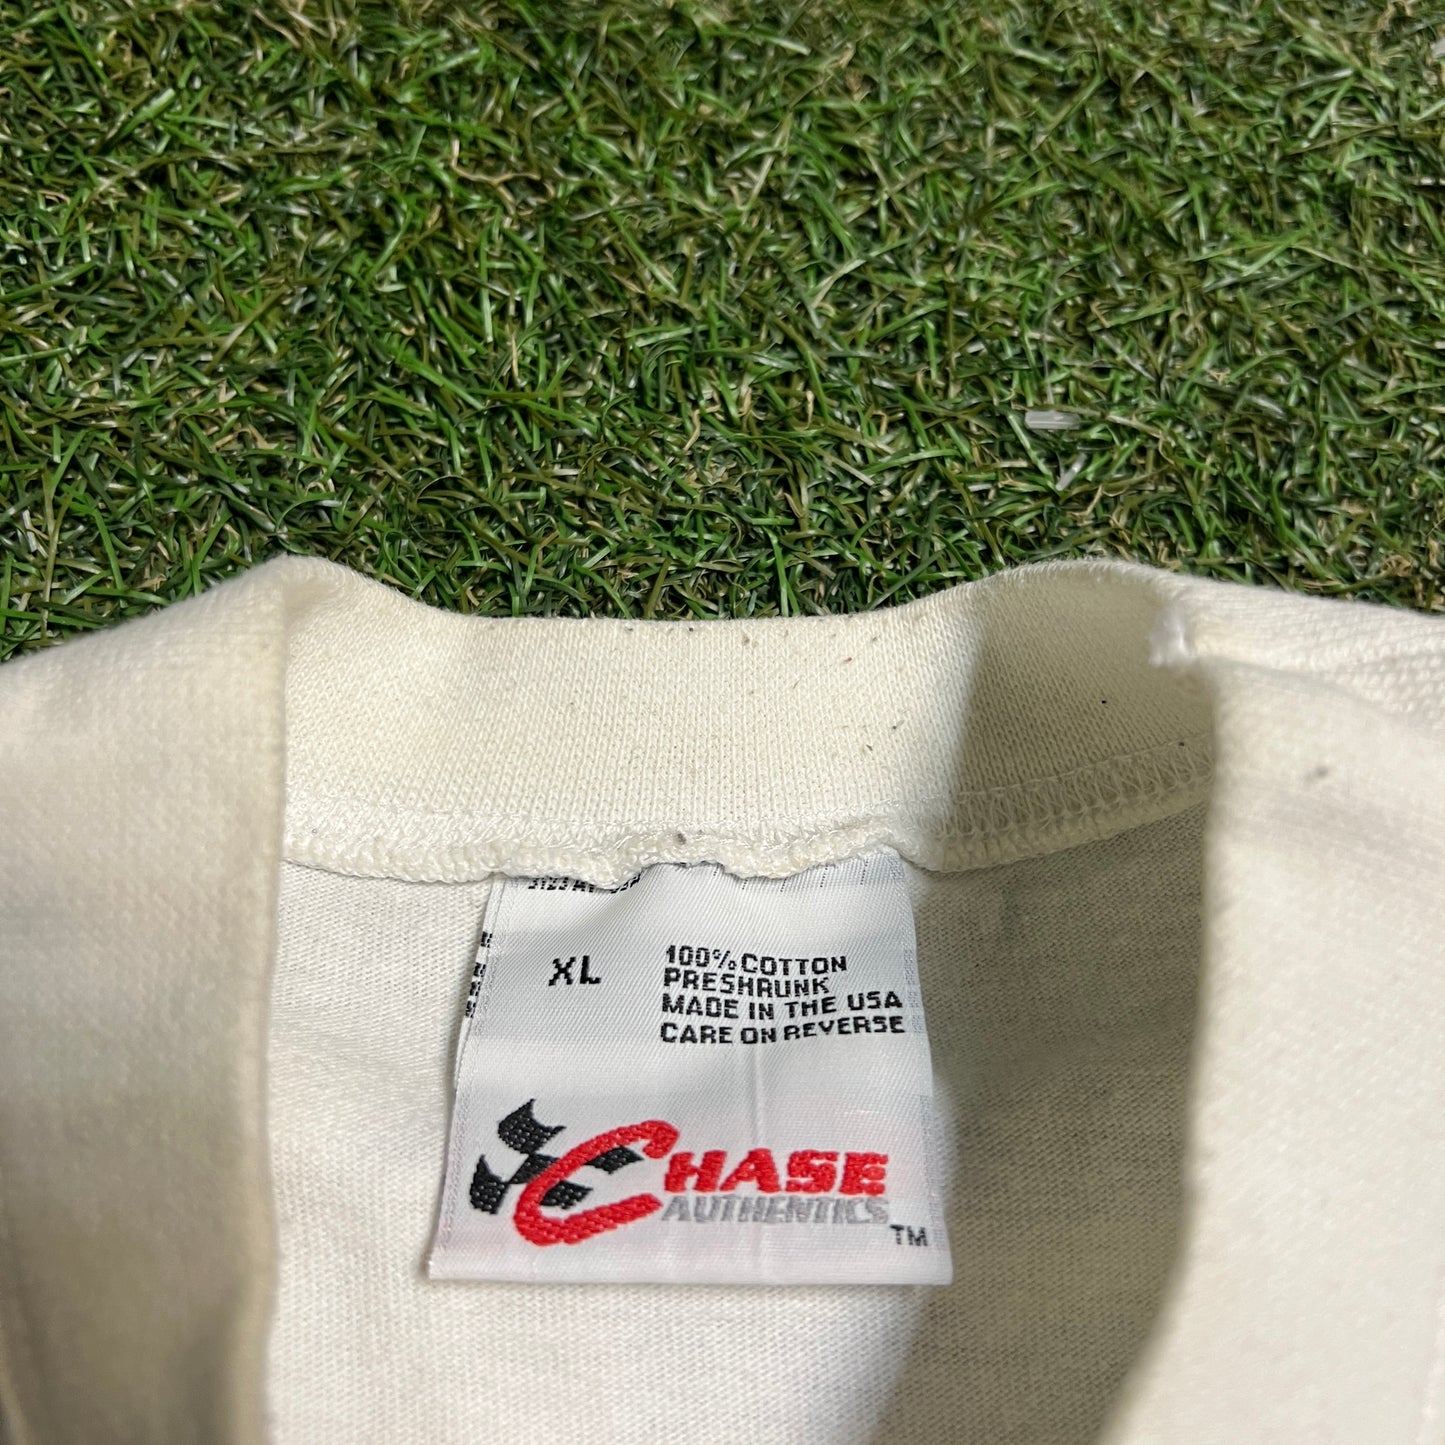 XL
100% COTTON
PRESHRUNK
MADE IN THE USA
CARE ON REVERSE
CHASE
AUTHENTICS
TM